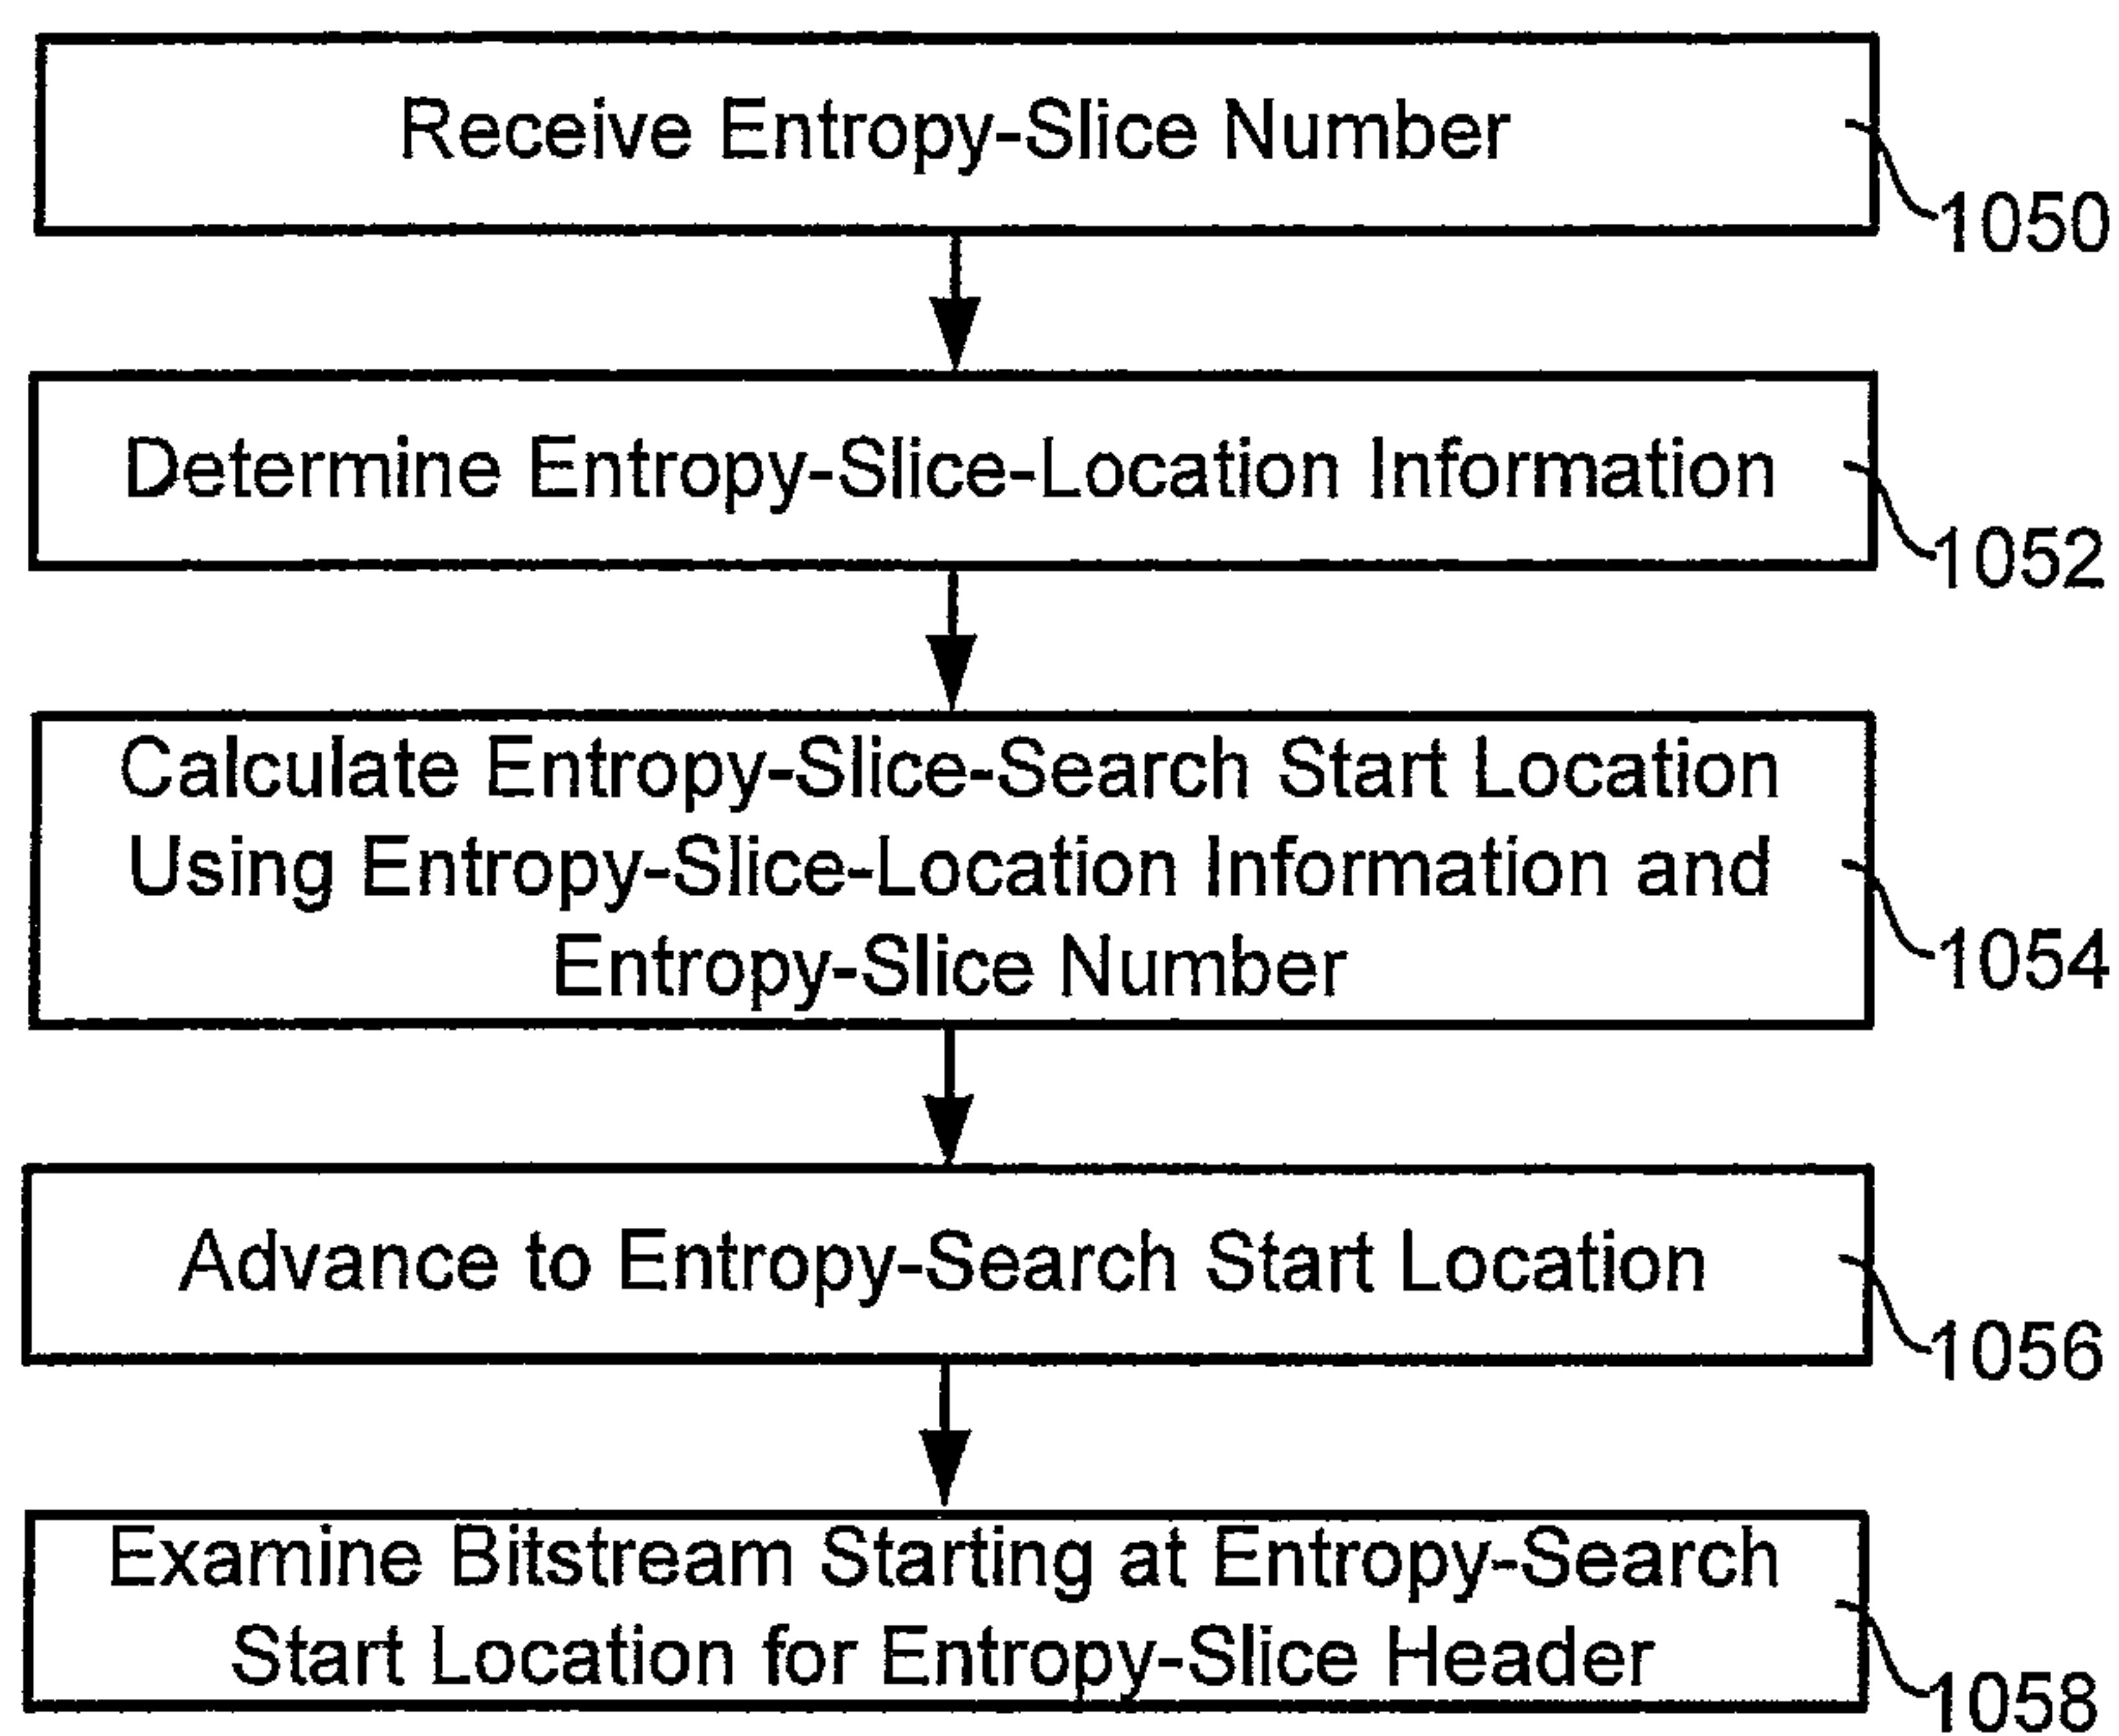 Receive Entropy-Slice Number
1050
Determine Entropy-Slice-Location Information
1052
Calculate Entropy-Slice-Search Start Location
Using Entropy-Slice-Location Information and
Entropy-Slice Number
1054
Advance to Entropy-Search Start Location
1056
Examine Bitstream Starting at Entropy-Search
Start Location for Entropy-Slice Header
1058